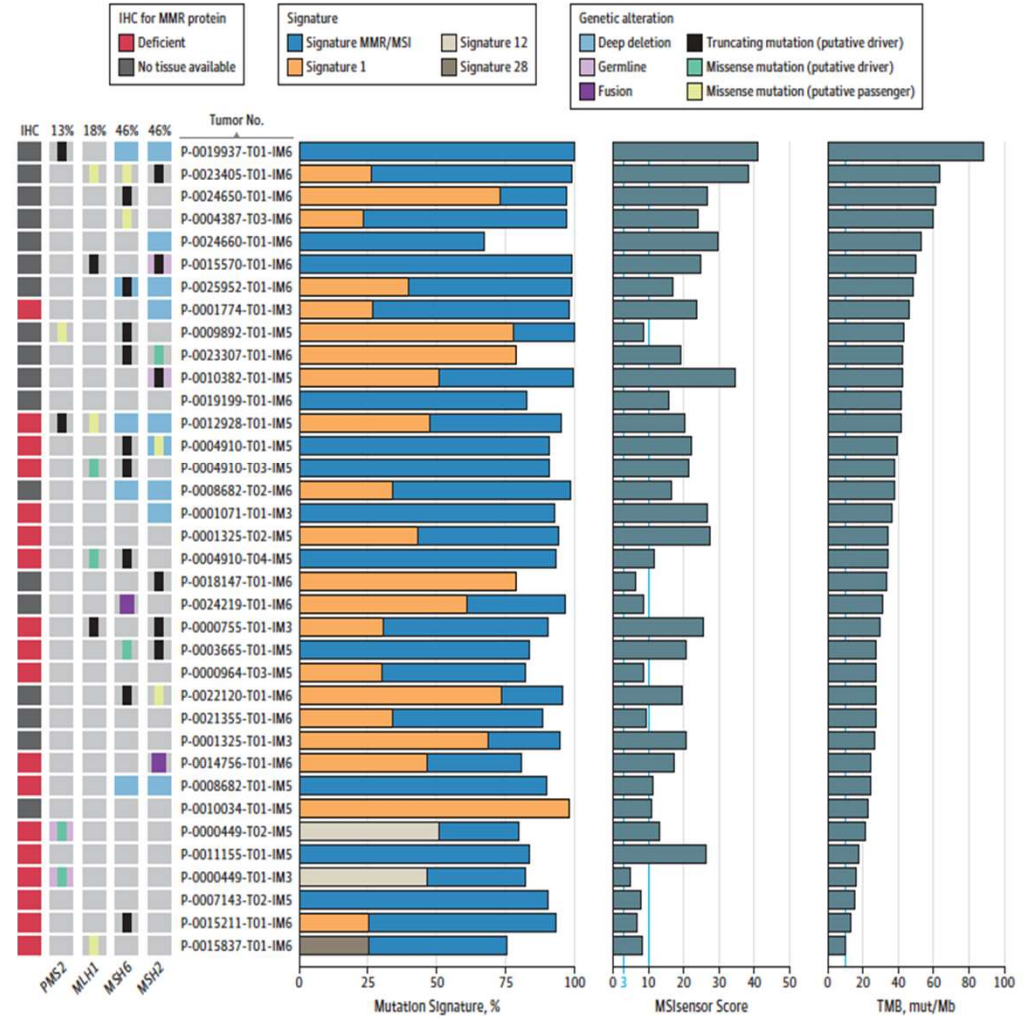 IHC for MMR protein
Deficient
No tissue available
Signature
Signature MMR/MSI
Signature 12
Signature 1
Signature 28
Genetic alteration
Deep deletion
Truncating mutation (putative driver)
Germline
Missense mutation (putative driver)
Fusion
Missense mutation (putative passenger)
IHC 13% 18% 46% 46% Tumor No.
P-0019937-T01-IM6
P-0023405-T01-IM6
P-0024650-T01-IM6
P-0004387-T03-IM6
P-0024660-T01-IM6
P-0015570-T01-IM6
P-0025952-T01-IM6
P-0001774-T01-IM3
P-0009892-T01-IM5
P-0023307-T01-IM6
P-0010382-T01-IM5
P-0019199-T01-IM6
P-0012928-T01-IM5
P-0004910-T01-IM5
P-0004910-T03-IM5
P-0008682-T02-IM6
P-0001071-T01-IM3
P-0001325-T02-IM5
P-0004910-T04-IM5
P-0018147-T01-IM6
P-0024219-T01-IM6
P-0000755-T01-IM3
P-0003665-T01-IM5
P-0000964-T03-IM5
P-0022120-T01-IM6
P-0021355-T01-IM6
P-0001325-T01-IM3
P-0014756-T01-IM6
P-0008682-T01-IM5
P-0010034-T01-IM5
P-0000449-T02-IM5
P-0011155-T01-IM5
P-0000449-T01-IM3
P-0007143-T02-IM5
P-0015211-T01-IM6
P-0015837-T01-IM6
PMS2 MLH1 MSH6 MSH2
0 25 50 75 100
0 3 10 20 30 40 50
0 20 40 60 80 100
Mutation Signature, %
MSIsensor Score
TMB, mut/Mb